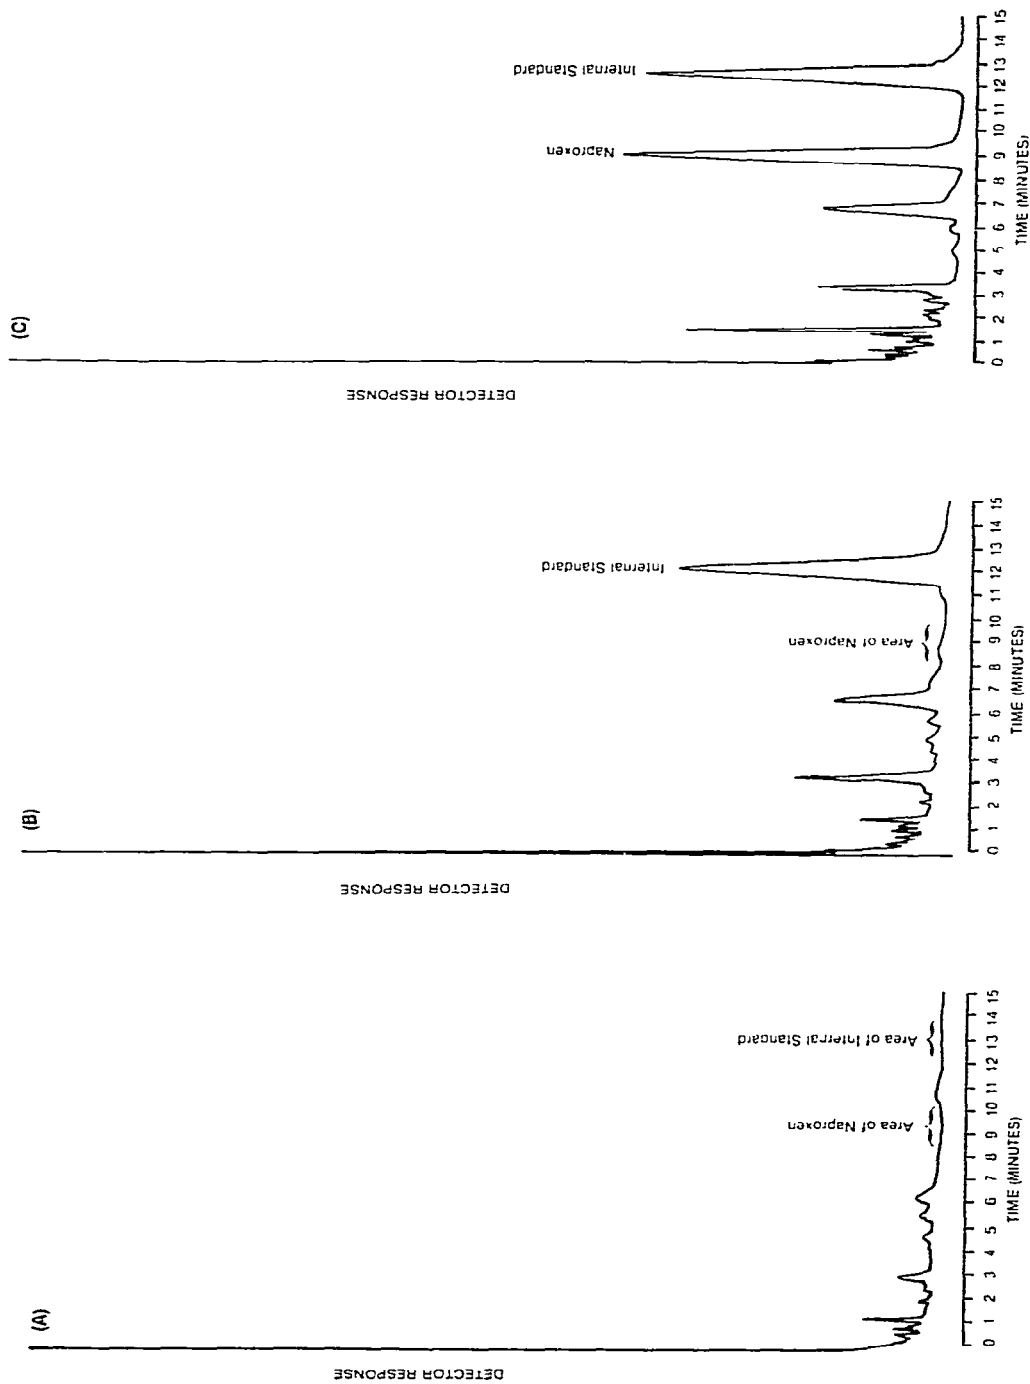 (A)
DETECTOR RESPONSE
Area of Naproxen
Area of Internal Standard
0 1 2 3 4 5 6 7 8 9 10 11 12 13 14 15
TIME (MINUTES)
(B)
DETECTOR RESPONSE
Area of Naproxen
Internal Standard
0 1 2 3 4 5 6 7 8 9 10 11 12 13 14 15
TIME (MINUTES)
(C)
DETECTOR RESPONSE
Naproxen
Internal Standard
0 1 2 3 4 5 6 7 8 9 10 11 12 13 14 15
TIME (MINUTES)